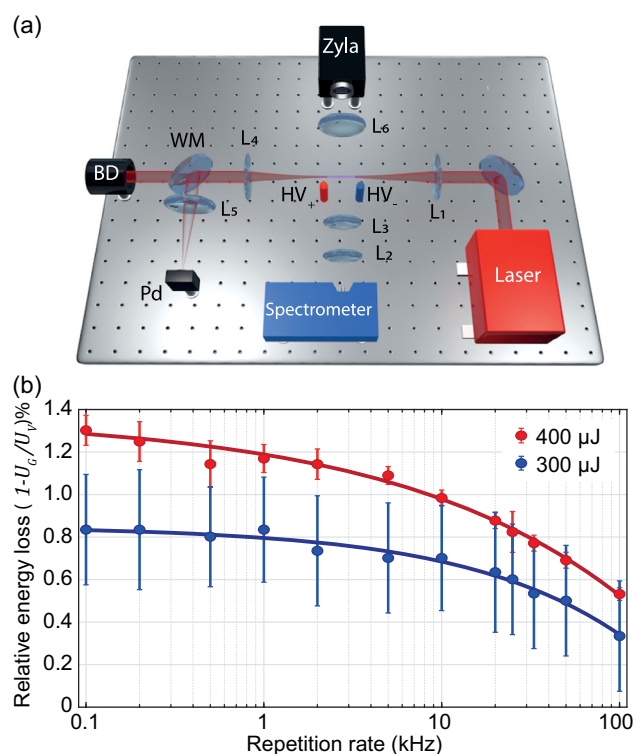 (a)
Zyla
L₆
WM
L₄
BD
HV₊
HV₋
L₁
L₅
L₃
L₂
Pd
Spectrometer
Laser
(b)
Relative energy loss ( 1-U_G/U_V)%
1.4
1.2
1.0
0.8
0.6
0.4
0.2
0
400 μJ
300 μJ
0.1
1
10
100
Repetition rate (kHz)